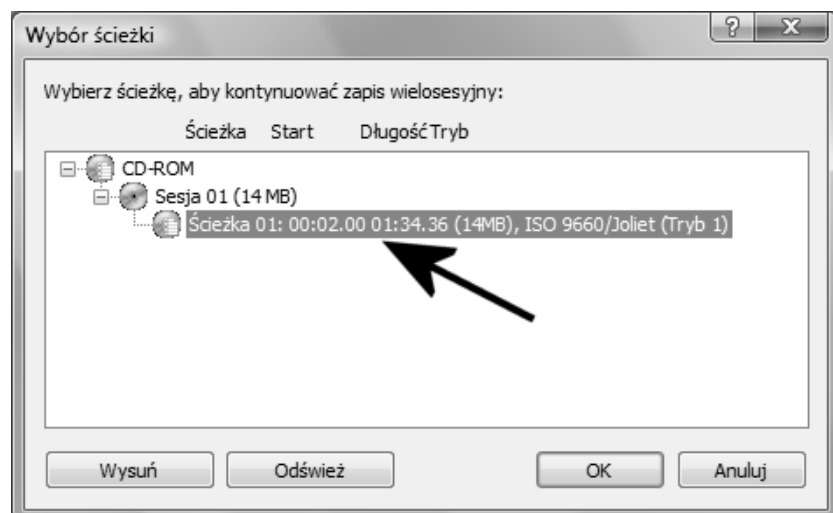 Wybór ścieżki
Wybierz ścieżkę, aby kontynuować zapis wielosesyjny:
Ścieżka Start Długość Tryb
CD-ROM
Sesja 01 (14 MB)
Ścieżka 01: 00:02.00 01:34.36 (14MB), ISO 9660/Joliet (Tryb 1)
Wysuń Odśwież OK Anuluj